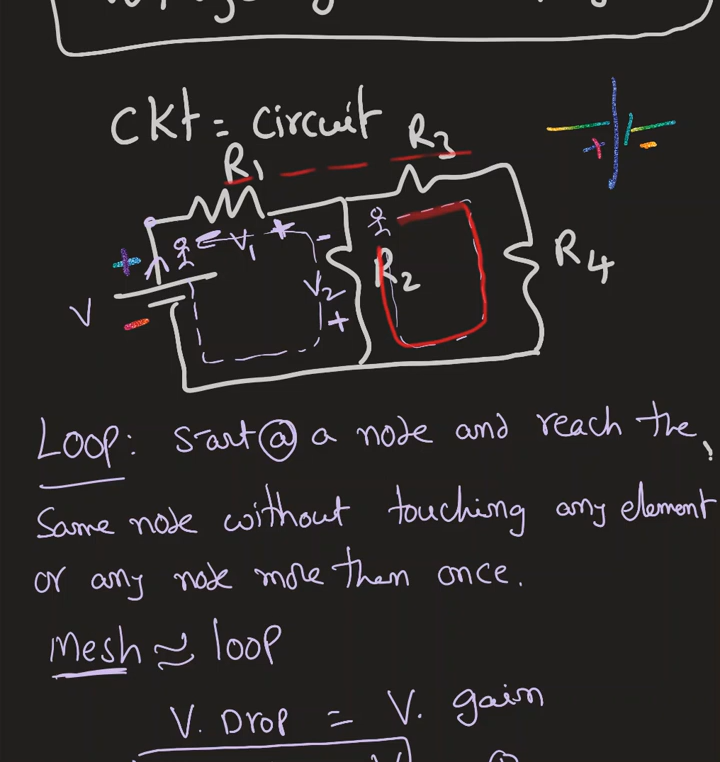 CKt = Circuit
R1
R3
+
-
+
V1
+
-
V2
+
R2
R4
V
-
Loop: Start @ a node and reach the
Same node without touching any element
or any node more then once.
Mesh ≈ loop
V. Drop = V. gain